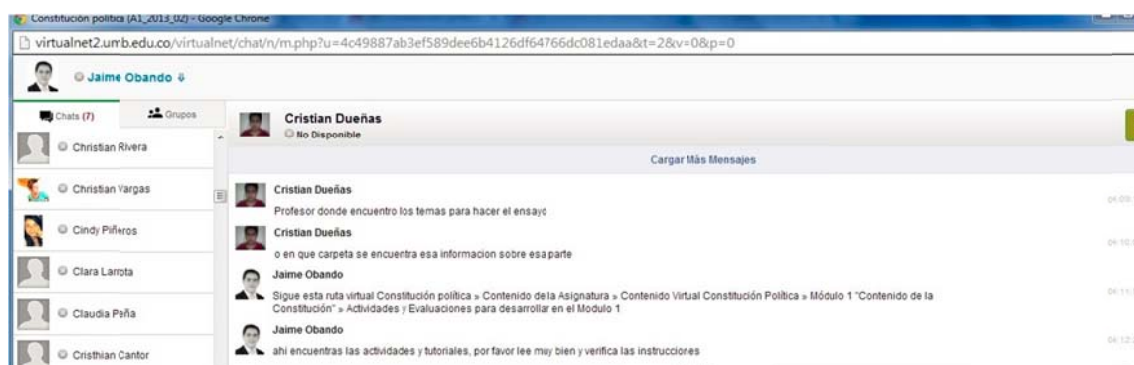 Constitución política (A1_2013_02) - Google Chrome
virtualnet2.umb.edu.co/virtualnet/chat/n/m.php?u=4c49887ab3ef589dee6b4126df64766dc081edaa&t=2&v=0&p=0
Jaime Obando
Chats (7)
Grupos
Christian Rivera
Christian Vargas
Cindy Piñeros
Clara Larrota
Claudia Peña
Cristhian Cantor
Cristian Dueñas
No Disponible
Cargar Más Mensajes
Cristian Dueñas
Profesor donde encuentro los temas para hacer el ensayo
Cristian Dueñas
o en que carpeta se encuentra esa informacion sobre esa parte
Jaime Obando
Sigue esta ruta virtual Constitución política » Contenido de la Asignatura » Contenido Virtual Constitución Política » Módulo 1 "Contenido de la
Constitución" » Actividades y Evaluaciones para desarrollar en el Modulo 1
Jaime Obando
ahi encuentras las actividades y tutoriales, por favor lee muy bien y verifica las instrucciores